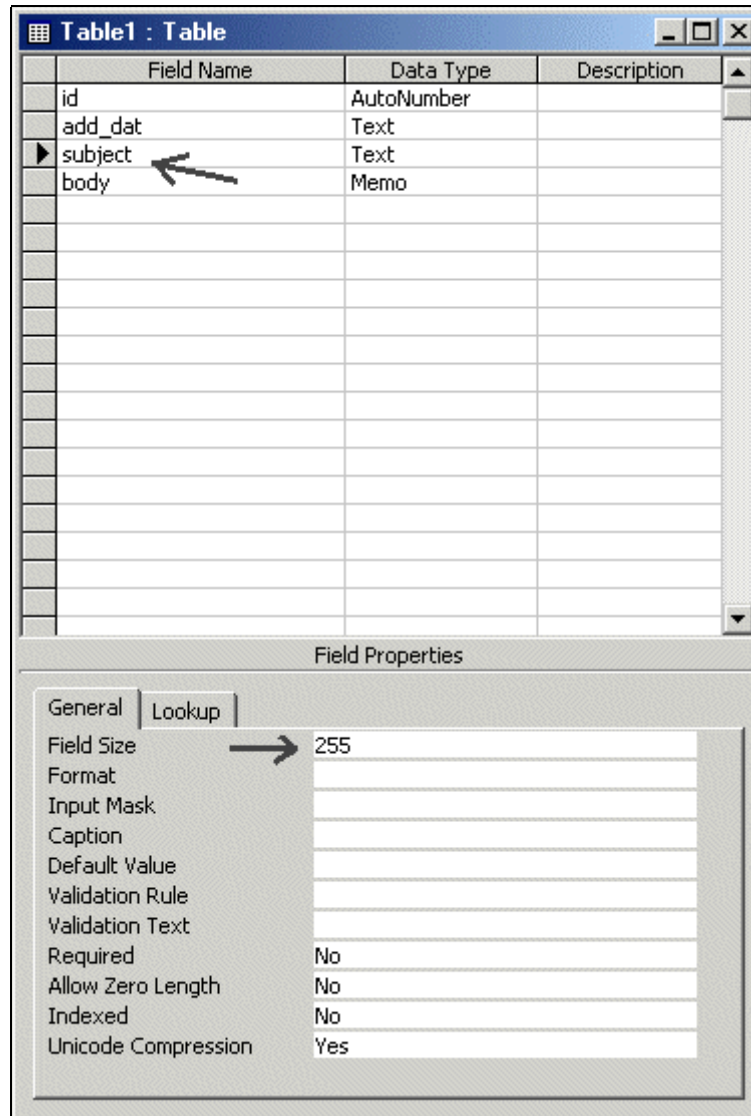 Table1 : Table
Field Name Data Type Description
id AutoNumber
add_dat Text
subject Text
body Memo
Field Properties
General Lookup
Field Size 255
Format
Input Mask
Caption
Default Value
Validation Rule
Validation Text
Required No
Allow Zero Length No
Indexed No
Unicode Compression Yes